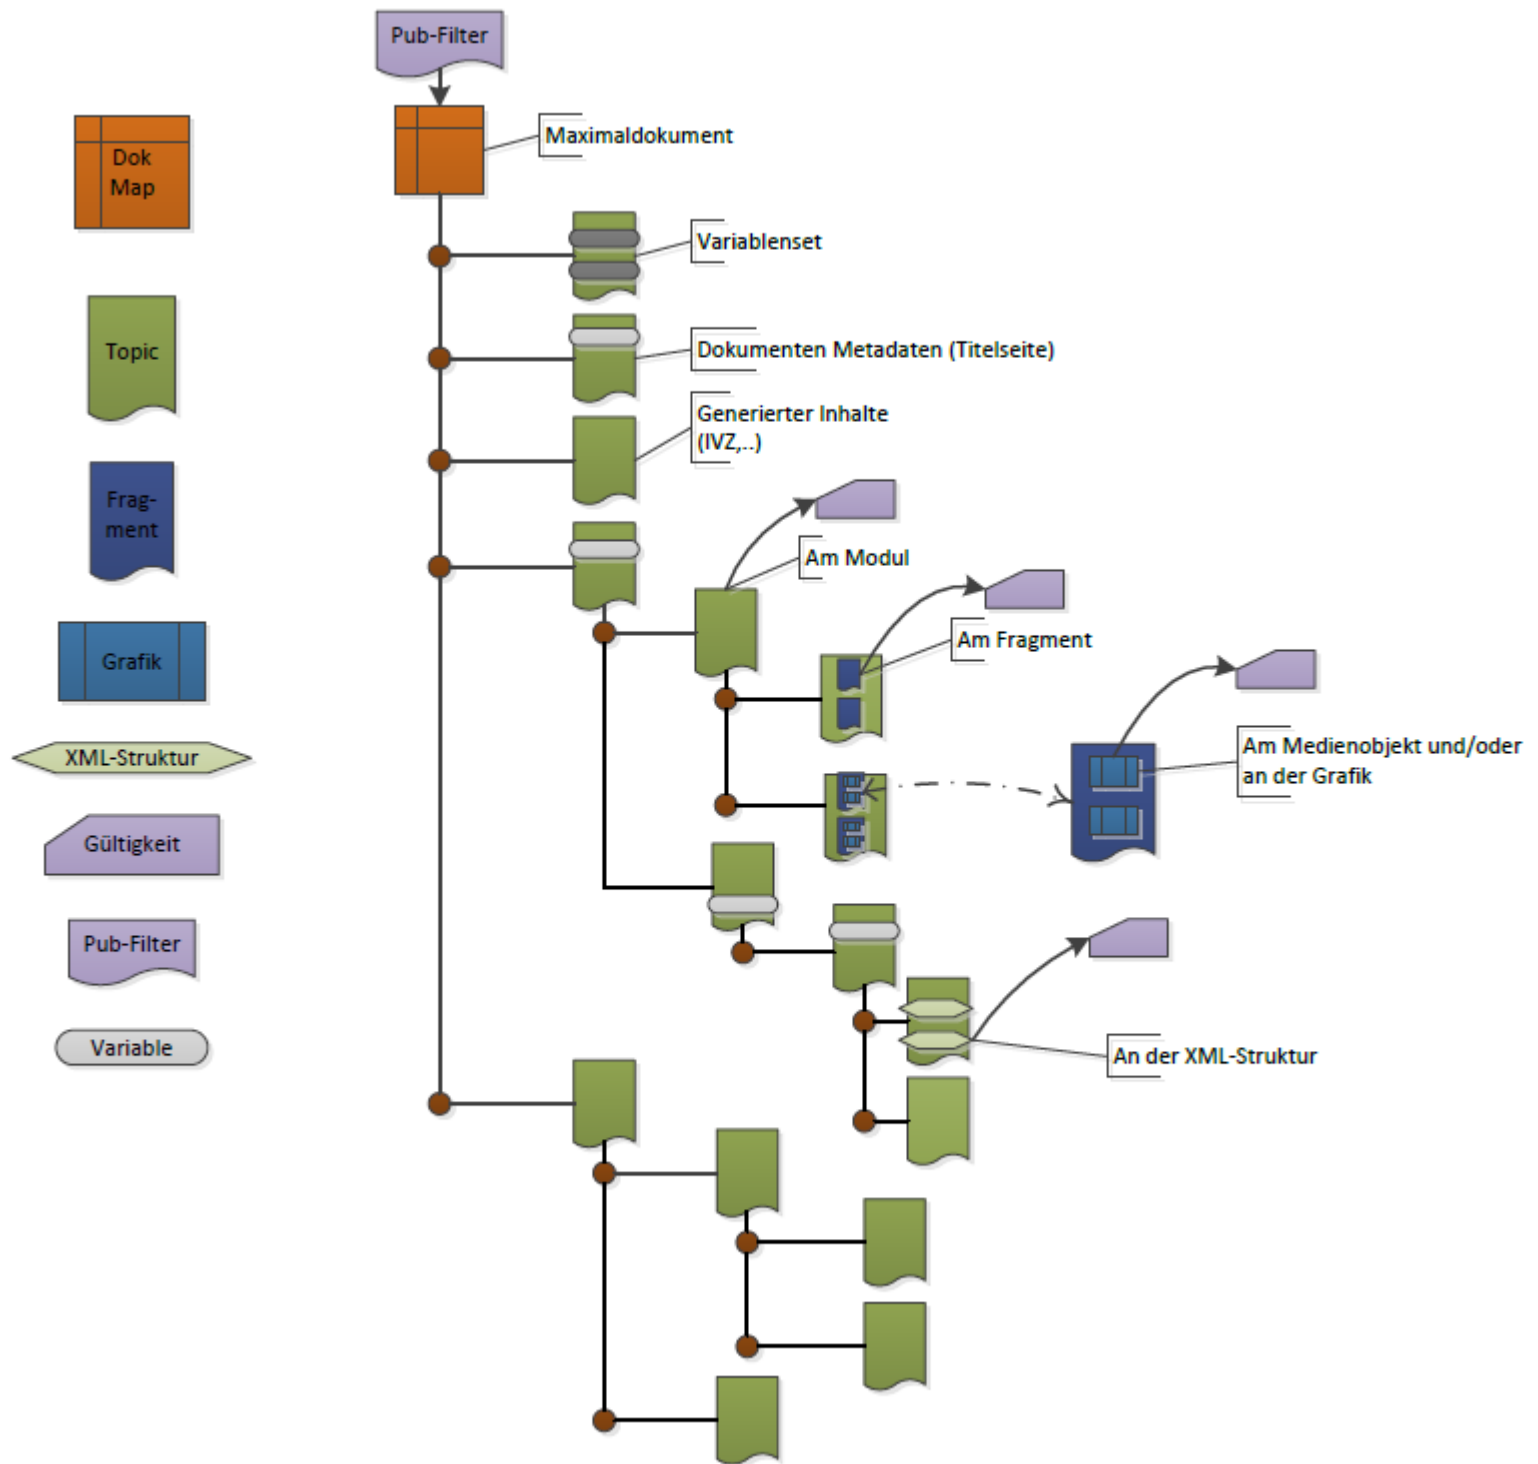 Pub-Filter
Maximaldokument
Dok
Map
Variablenset
Topic
Dokumenten Metadaten (Titelseite)
Generierter Inhalte
(IVZ,..)
Frag-
ment
Am Modul
Am Fragment
Grafik
Am Medienobjekt und/oder
an der Grafik
XML-Struktur
Gültigkeit
Pub-Filter
Variable
An der XML-Struktur